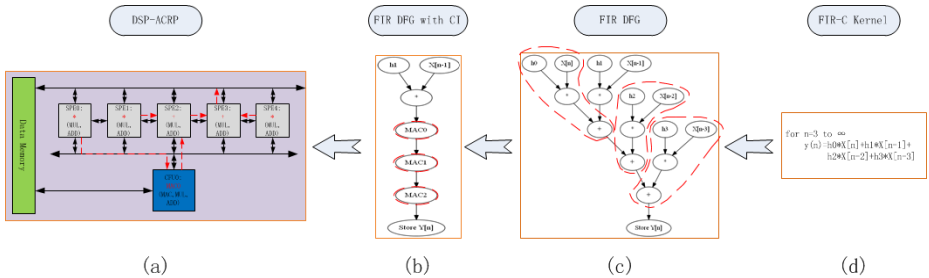 DSP-ACRP
FIR DFG with CI
FIR DFG
FIR-C Kernel
Data Memory
SPE0:
SPE1:
SPE2:
SPE3:
SPE4:
+
+
-
-
+
(MUL,
(MUL,
(MUL,
(MUL,
(MUL,
ADD)
ADD)
ADD)
ADD)
ADD)
(MAC,MUL,
ADD)
h1
X[n-1]
*
MAC0
MAC1
MAC2
Store Y[n]
h0
X[n]
h1
X[n-1]
*
*
h2
X[n-2]
+
*
h3
X[n-3]
+
*
+
Store Y[n]
for n-3 to ∞
y(n)=h0*X[n]+h1*X[n-1]+
h2*X[n-2]+h3*X[n-3]
(a)
(b)
(c)
(d)